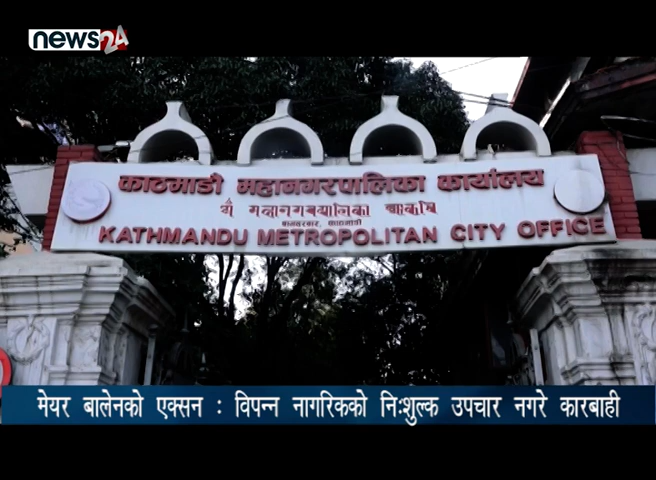 news24
काठमाडौं महानगरपालिका कार्यालय
KATHMANDU METROPOLITAN CITY OFFICE
मेयर बालेनको एक्सन : विपन्न नागरिकको निःशुल्क उपचार नगरे कारबाही